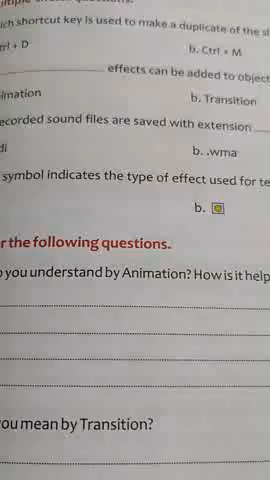 ich shortcut key is used to make a duplicate of the sl
trl + D b. Ctrl + M
effects can be added to object
imation b. Transition
ecorded sound files are saved with extension
di b. .wma
symbol indicates the type of effect used for te
b.
r the following questions.
o you understand by Animation? How is it help
ou mean by Transition?